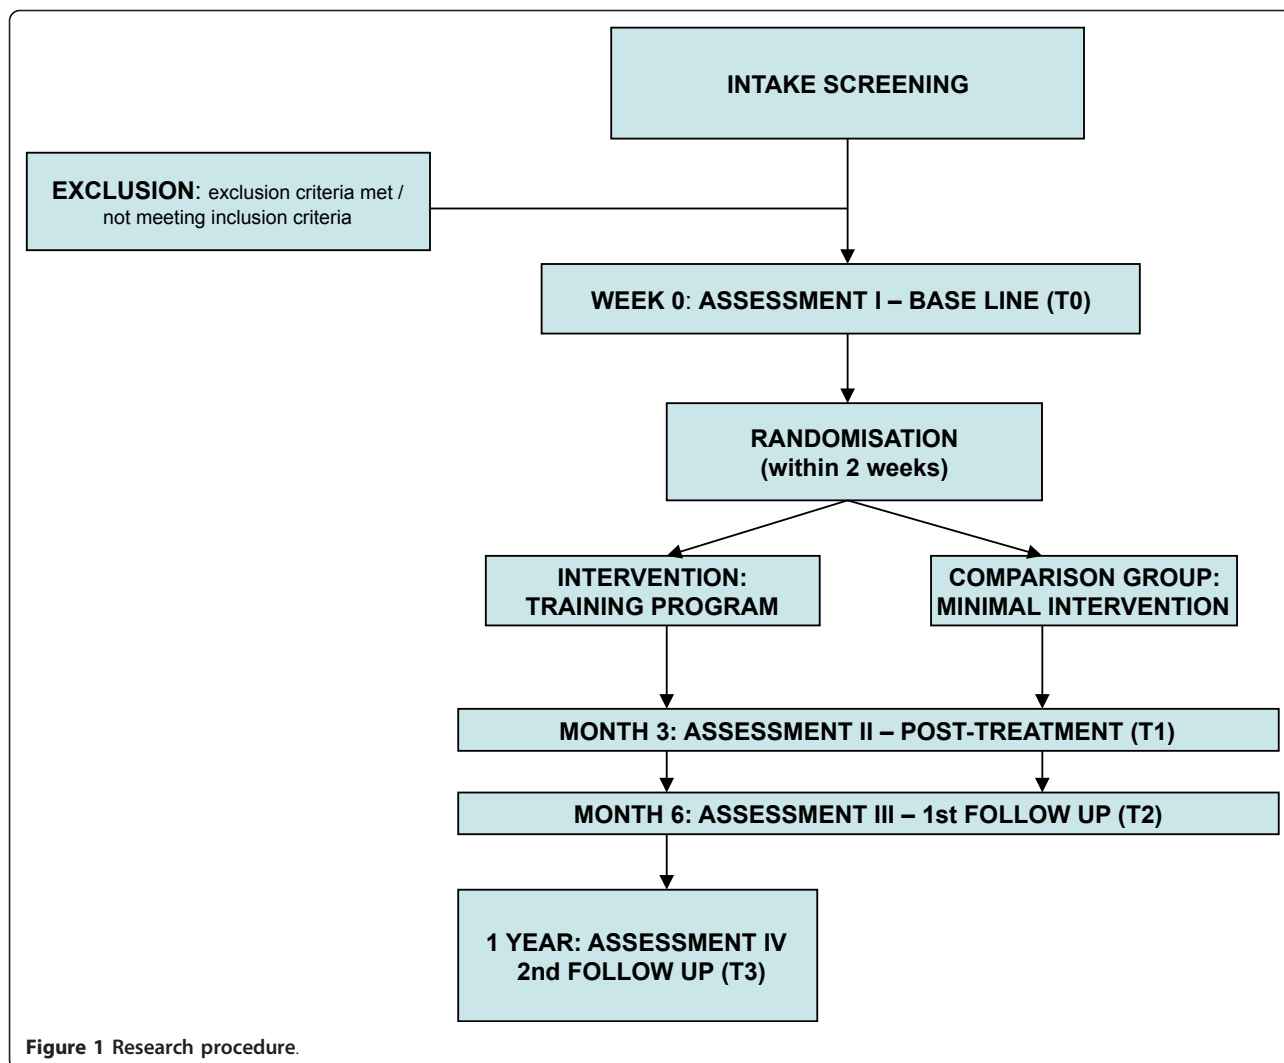 INTAKE SCREENING
EXCLUSION: exclusion criteria met /
not meeting inclusion criteria
WEEK 0: ASSESSMENT I – BASE LINE (T0)
RANDOMISATION
(within 2 weeks)
INTERVENTION:
TRAINING PROGRAM
COMPARISON GROUP:
MINIMAL INTERVENTION
MONTH 3: ASSESSMENT II – POST-TREATMENT (T1)
MONTH 6: ASSESSMENT III – 1st FOLLOW UP (T2)
1 YEAR: ASSESSMENT IV
2nd FOLLOW UP (T3)
Figure 1 Research procedure.